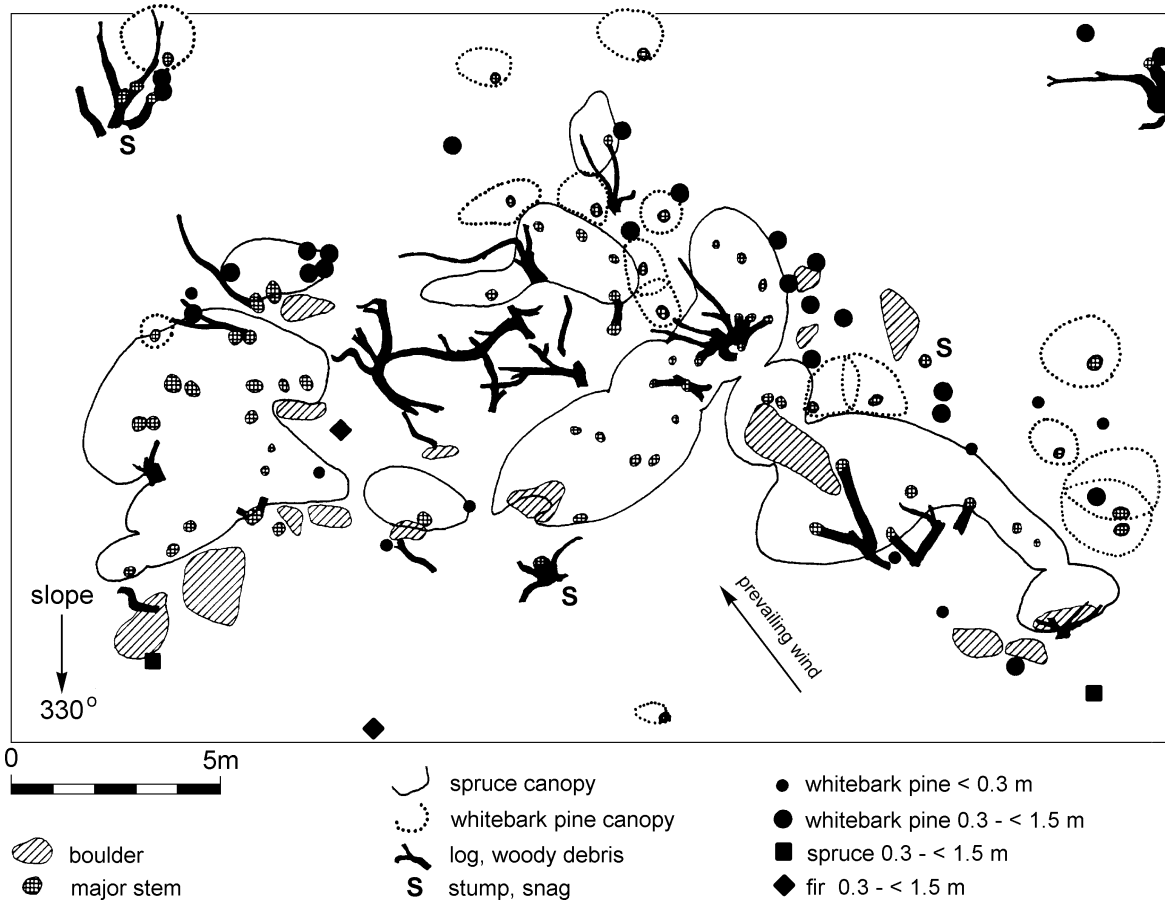 S
S
S
slope
330°
prevailing wind
0 5m
boulder
major stem
spruce canopy
whitebark pine canopy
log, woody debris
S stump, snag
whitebark pine < 0.3 m
whitebark pine 0.3 - < 1.5 m
spruce 0.3 - < 1.5 m
fir 0.3 - < 1.5 m